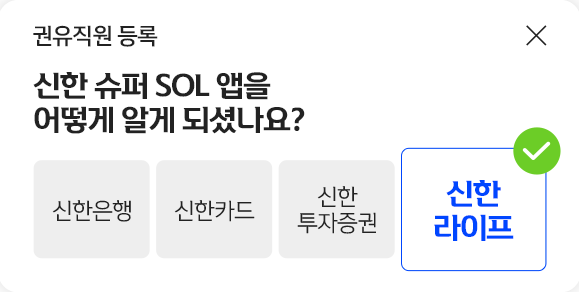 권유직원 등록
신한 슈퍼 SOL 앱을
어떻게 알게 되셨나요?
신한은행
신한카드
신한
투자증권
신한
라이프